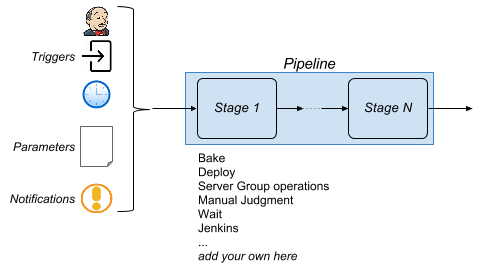 Pipeline
Triggers
Stage 1
Stage N
Parameters
Bake
Deploy
Server Group operations
Manual Judgment
Wait
Jenkins
...
add your own here
Notifications